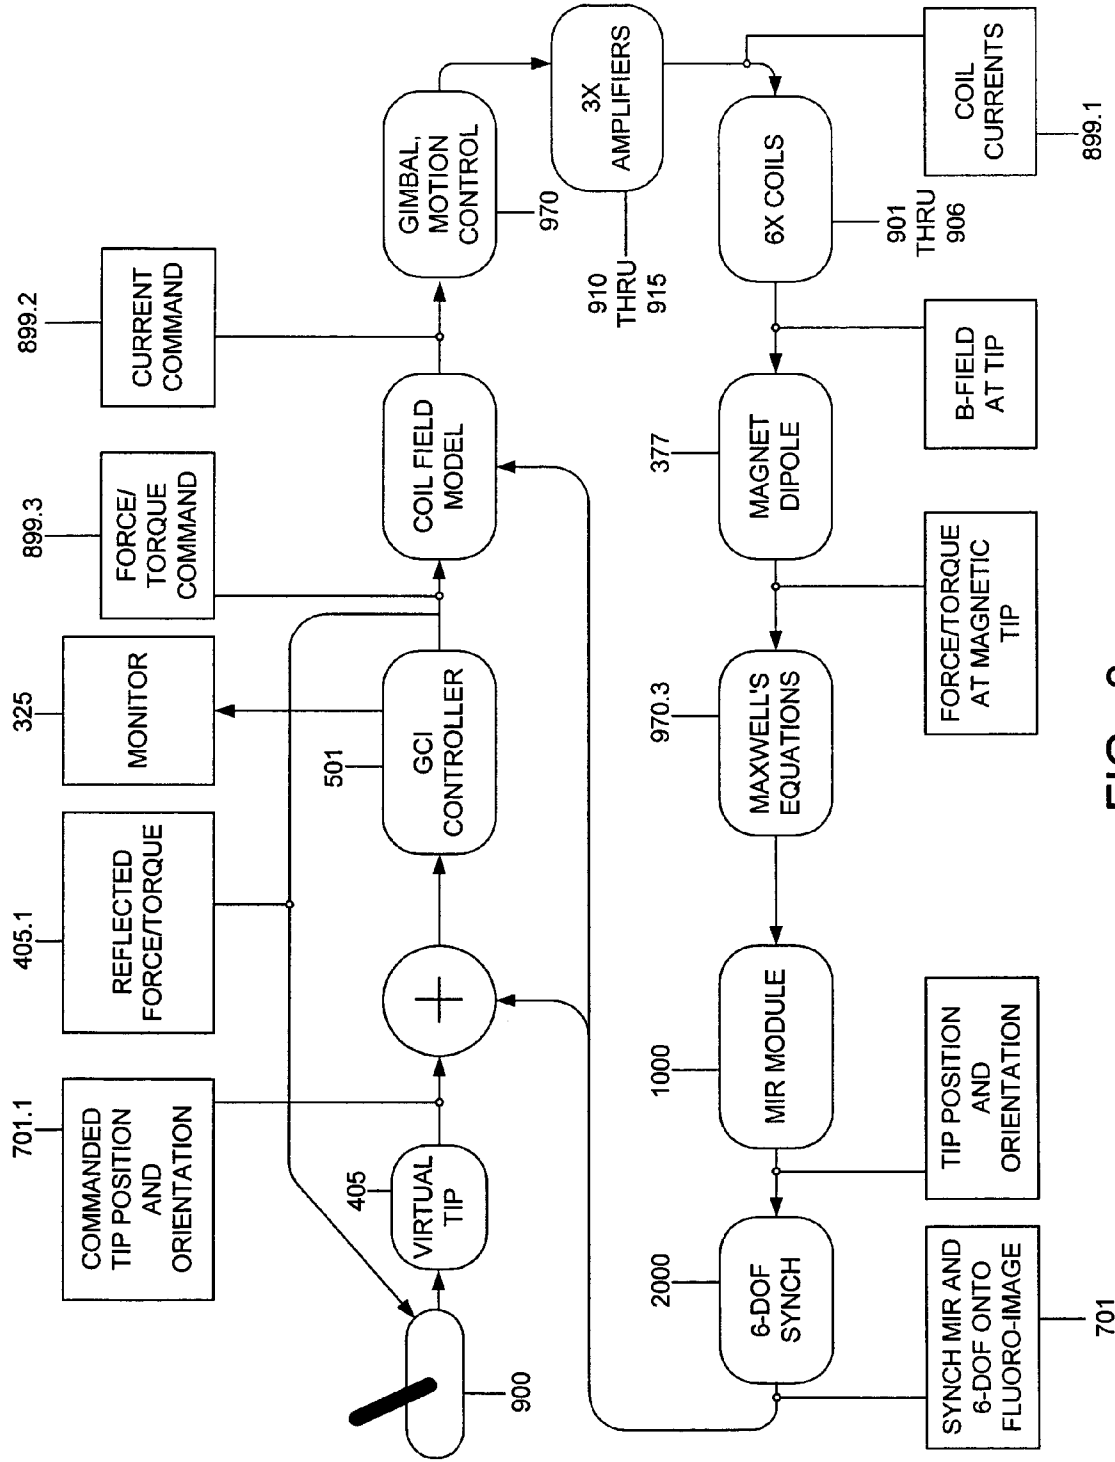 701.1
COMMANDED
TIP POSITION
AND
ORIENTATION
405.1
REFLECTED
FORCE/TORQUE
325
MONITOR
899.3
FORCE/
TORQUE
COMMAND
899.2
CURRENT
COMMAND
900
405
VIRTUAL
TIP
+
501
GCI
CONTROLLER
COIL FIELD
MODEL
GIMBAL,
MOTION
CONTROL
970
3X
AMPLIFIERS
910
THRU
915
2000
6-DOF
SYNCH
1000
MIR MODULE
970.3
MAXWELL'S
EQUATIONS
377
MAGNET
DIPOLE
6X COILS
901
THRU
906
SYNCH MIR AND
6-DOF ONTO
FLUORO-IMAGE
701
TIP POSITION
AND
ORIENTATION
FORCE/TORQUE
AT MAGNETIC
TIP
B-FIELD
AT TIP
COIL
CURRENTS
899.1
FIG.